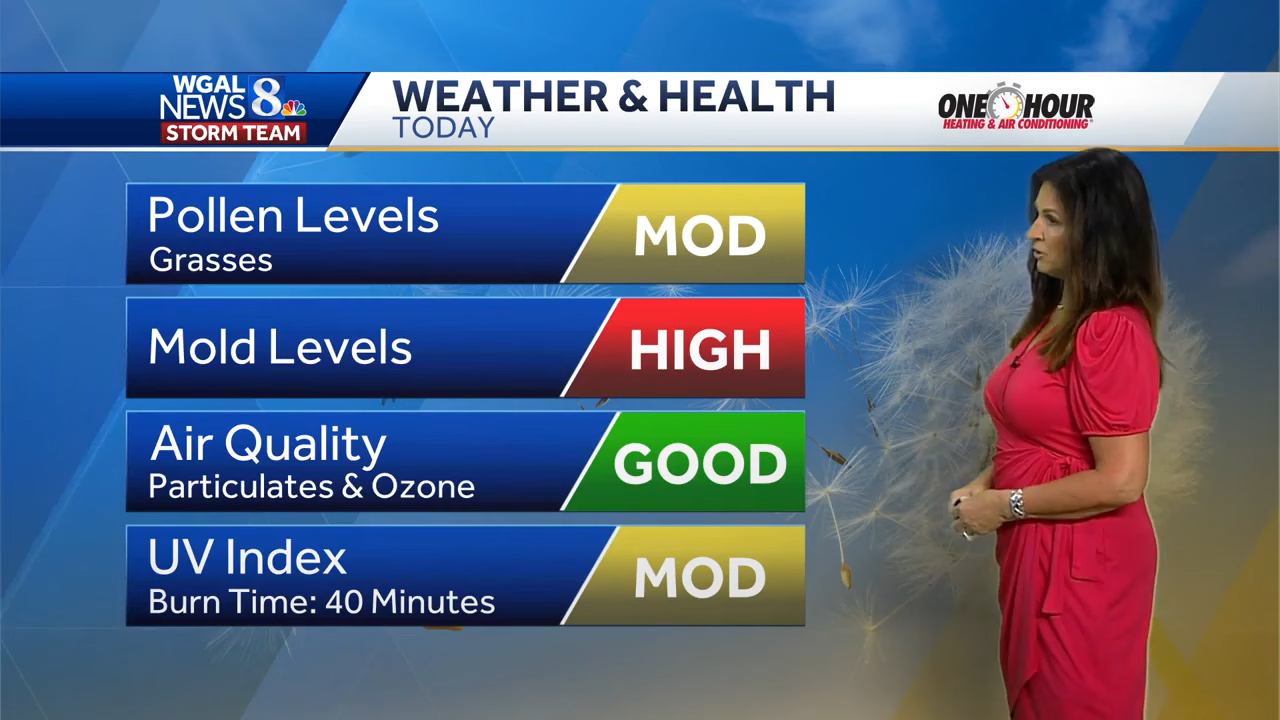 WGAL
NEWS 8
STORM TEAM
WEATHER & HEALTH
TODAY
ONE HOUR
HEATING & AIR CONDITIONING
Pollen Levels
Grasses
MOD
Mold Levels
HIGH
Air Quality
Particulates & Ozone
GOOD
UV Index
Burn Time: 40 Minutes
MOD